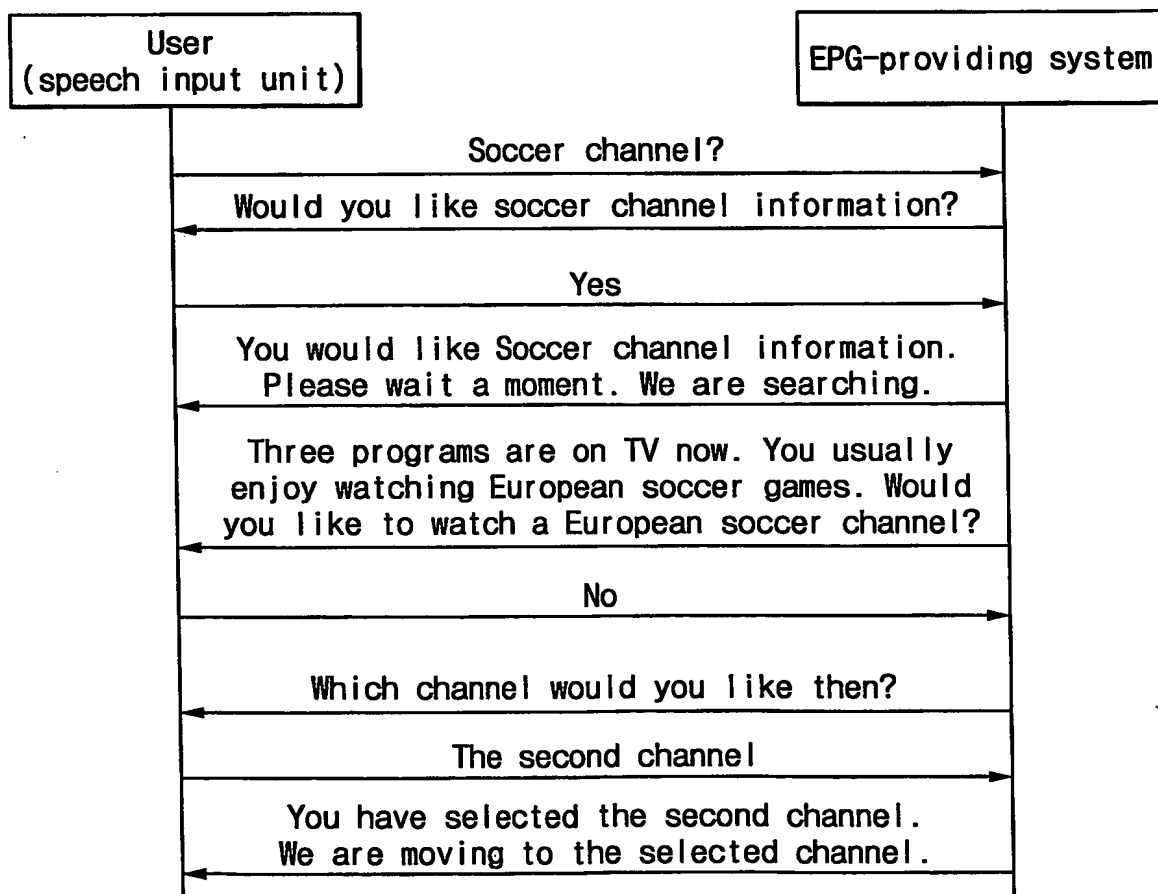 User
(speech input unit)
EPG-providing system
Soccer channel?
Would you like soccer channel information?
Yes
You would like Soccer channel information.
Please wait a moment. We are searching.
Three programs are on TV now. You usually
enjoy watching European soccer games. Would
you like to watch a European soccer channel?
No
Which channel would you like then?
The second channel
You have selected the second channel.
We are moving to the selected channel.